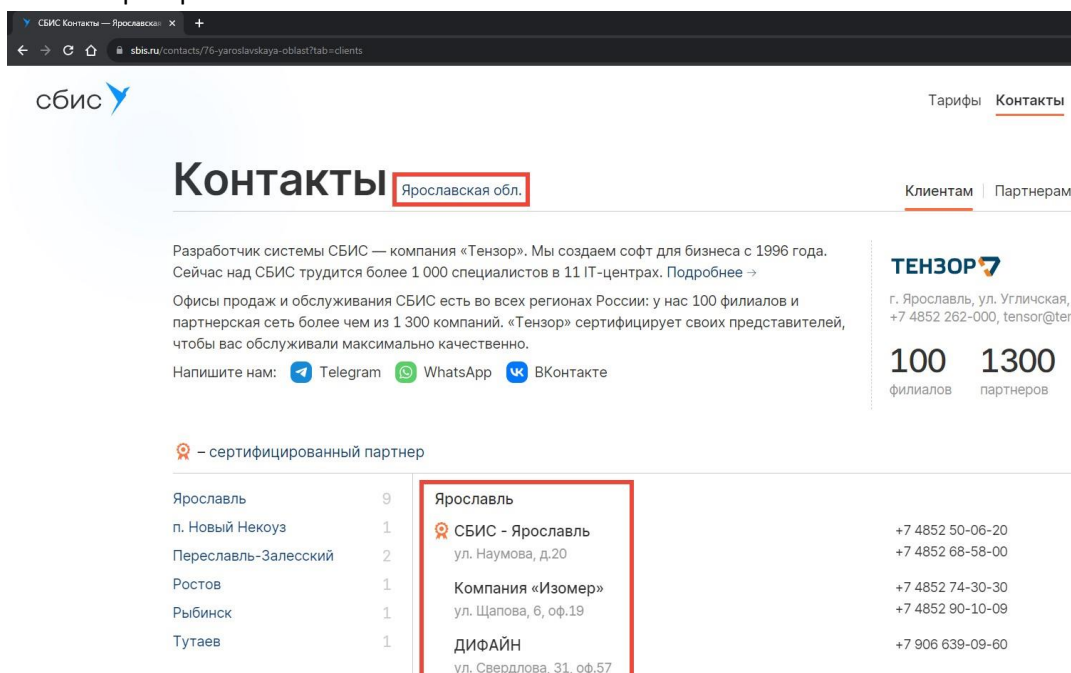 СБИС Контакты — Ярославская
sbis.ru/contacts/76-yaroslavskaya-oblast?tab=clients
сбис
Тарифы Контакты
Контакты Ярославская обл.
Клиентам Партнерам
Разработчик системы СБИС — компания «Тензор». Мы создаем софт для бизнеса с 1996 года.
Сейчас над СБИС трудится более 1 000 специалистов в 11 IT-центрах. Подробнее →
Офисы продаж и обслуживания СБИС есть во всех регионах России: у нас 100 филиалов и
партнерская сеть более чем из 1 300 компаний. «Тензор» сертифицирует своих представителей,
чтобы вас обслуживали максимально качественно.
Напишите нам: Telegram WhatsApp ВКонтакте
ТЕНЗОР
г. Ярославль, ул. Угличская,
+7 4852 262-000, tensor@ter
100 1300
филиалов партнеров
– сертифицированный партнер
Ярославль 9
п. Новый Некоуз 1
Переславль-Залесский 2
Ростов 1
Рыбинск 1
Тутаев 1
Ярославль
СБИС - Ярославль +7 4852 50-06-20
ул. Наумова, д.20 +7 4852 68-58-00
Компания «Изомер» +7 4852 74-30-30
ул. Щапова, 6, оф.19 +7 4852 90-10-09
ДИФАЙН +7 906 639-09-60
ул. Свердлова, 31, оф.57